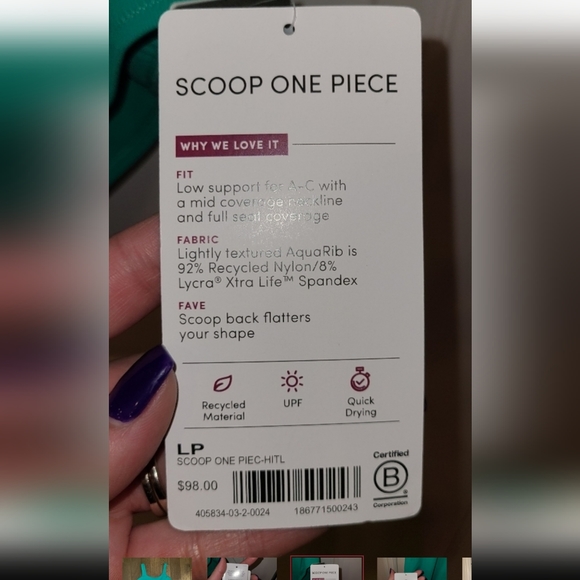 SCOOP ONE PIECE
WHY WE LOVE IT
FIT
Low support for A-C with
a mid coverage neckline
and full seat coverage
FABRIC
Lightly textured AquaRib is
92% Recycled Nylon/8%
Lycra® Xtra Life™ Spandex
FAVE
Scoop back flatters
your shape
Recycled
Material
UPF
Quick
Drying
LP
SCOOP ONE PIEC-HITL
$98.00
405834-03-2-0024
186771500243
Certified
B
®
Corporation
SCOOP ONE PIECE